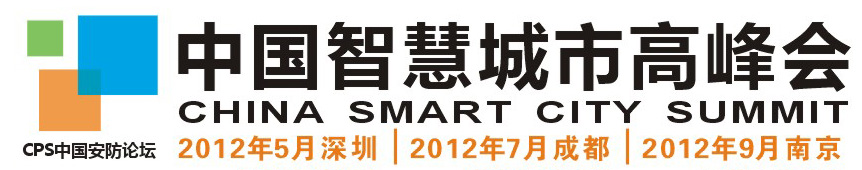 中国智慧城市高峰会
CHINA SMART CITY SUMMIT
CPS中国安防论坛
2012年5月深圳 | 2012年7月成都 | 2012年9月南京